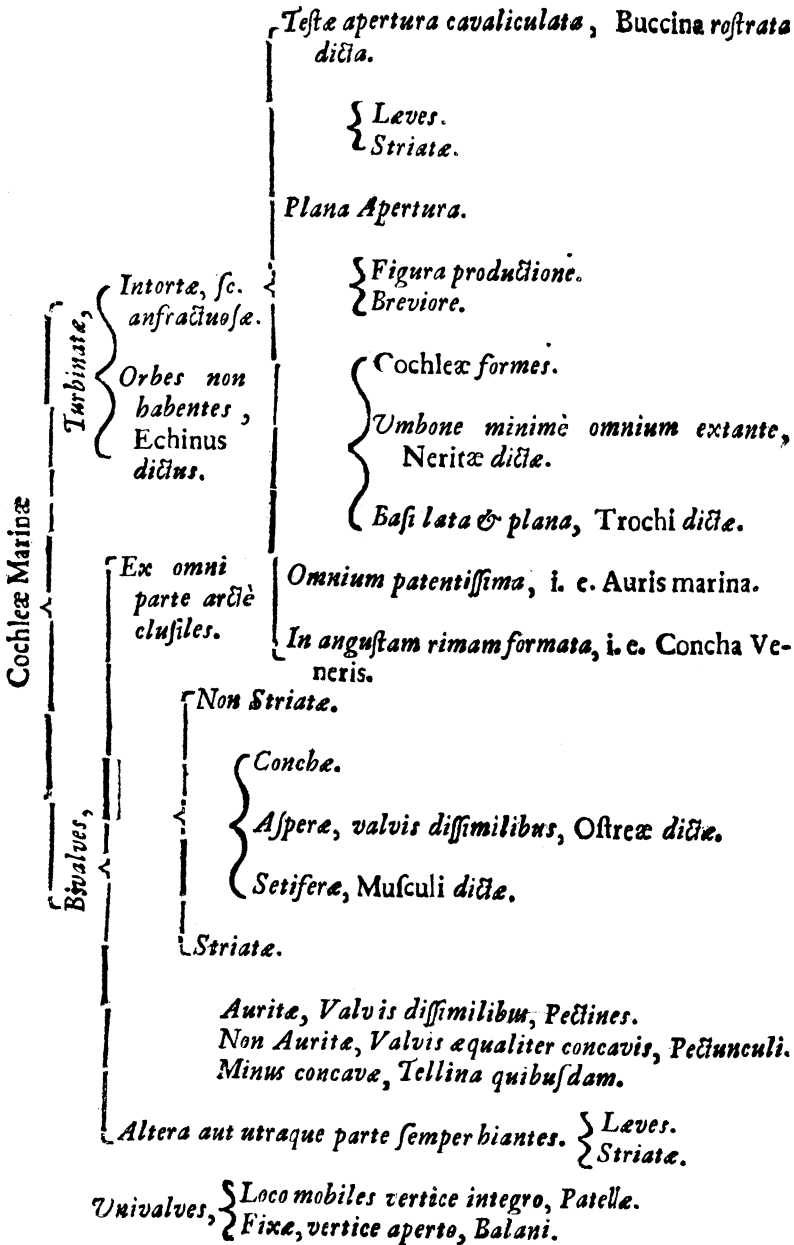 Testæ apertura cavaliculata, Buccina rostrata
dicta.
Læves.
Striatæ.
Plana Apertura.
Intortæ, sc.
anfractuosæ.
Figura productione.
Breviore.
Turbinatæ,
Orbes non
habentes,
Echinus
dictus.
Cochleæ formes.
Umbone minimè omnium extante,
Neritæ dictæ.
Basi lata & plana, Trochi dictæ.
Cochleæ Marinæ
Ex omni
parte arctè
clusiles.
Omnium patentissima, i. e. Auris marina.
In angustam rimam formata, i. e. Concha Ve-
neris.
Non Striatæ.
Conchæ.
Bivalves,
Asperæ, valvis dissimilibus, Ostreæ dictæ.
Setiferæ, Musculi dictæ.
Striatæ.
Auritæ, Valvis dissimilibus, Pectines.
Non Auritæ, Valvis æqualiter concavis, Pectunculi.
Minus concavæ, Tellina quibusdam.
Altera aut utraque parte semper hiantes.
Læves.
Striatæ.
Univalves,
Loco mobiles vertice integro, Patellæ.
Fixæ, vertice aperto, Balani.